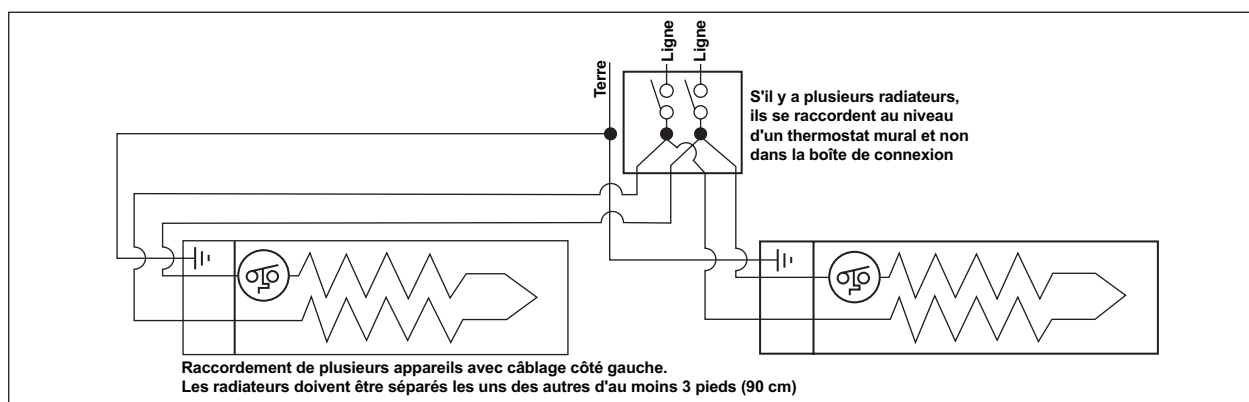 Terre
Ligne
Ligne
S'il y a plusieurs radiateurs,
ils se raccordent au niveau
d'un thermostat mural et non
dans la boîte de connexion
Raccordement de plusieurs appareils avec câblage côté gauche.
Les radiateurs doivent être séparés les uns des autres d'au moins 3 pieds (90 cm)